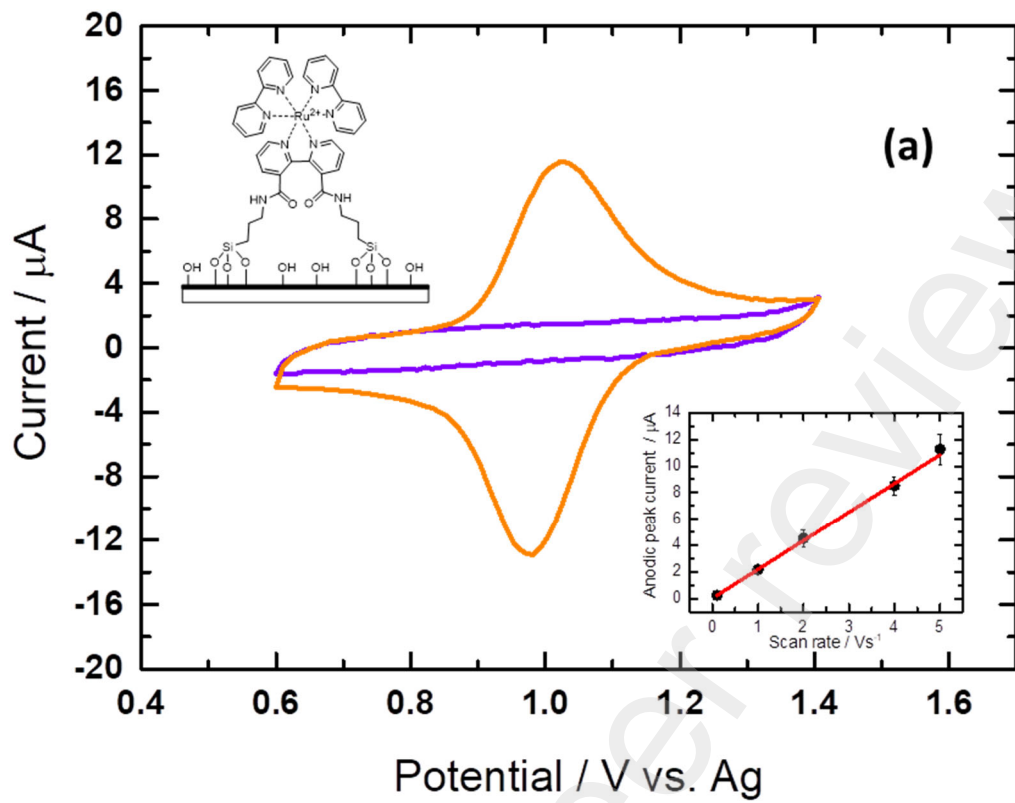 20
16
12
8
4
0
-4
-8
-12
-16
-20
Current / μA
0.4 0.6 0.8 1.0 1.2 1.4 1.6
Potential / V vs. Ag
(a)
N N
N Ru2+ N
N N
NH O O HN
Si Si
O O O O O O
OH OH OH OH
14
12
10
8
6
4
2
0
Anodic peak current / μA
0 1 2 3 4 5
Scan rate / Vs-1
er review